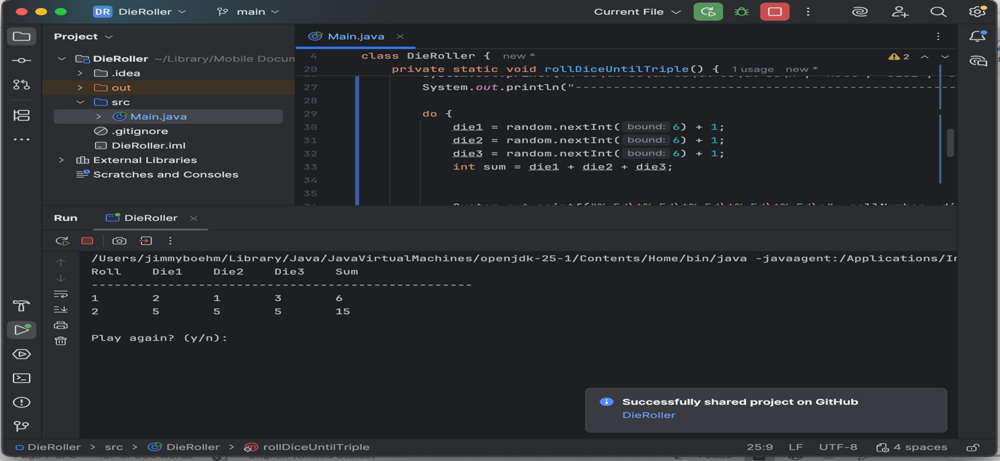 DR DieRoller main Current File
Project
Main.java
DieRoller ~/Library/Mobile Docum
.idea
out
src
Main.java
.gitignore
DieRoller.iml
External Libraries
Scratches and Consoles
4 class DieRoller { new *
2
20 private static void rollDiceUntilTriple() { 1 usage new *
27 System.out.println("--------------------------------------------------
28
29 do {
30 die1 = random.nextInt( bound: 6) + 1;
31 die2 = random.nextInt( bound: 6) + 1;
32 die3 = random.nextInt( bound: 6) + 1;
33 int sum = die1 + die2 + die3;
34
35
Run DieRoller
/Users/jimmyboehm/Library/Java/JavaVirtualMachines/openjdk-25-1/Contents/Home/bin/java -javaagent:/Applications/In
Roll Die1 Die2 Die3 Sum
--------------------------------------------------
1 2 1 3 6
2 5 5 5 15
Play again? (y/n):
Successfully shared project on GitHub
DieRoller
DieRoller > src > DieRoller > rollDiceUntilTriple
25:9 LF UTF-8 4 spaces